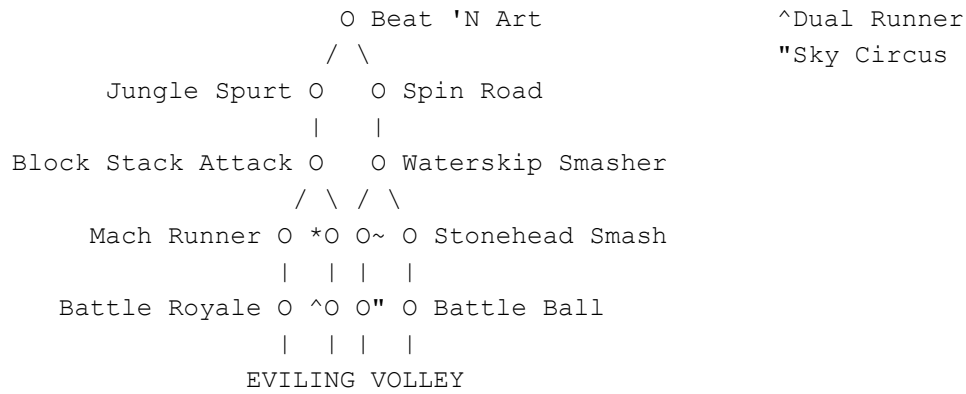 O Beat 'N Art               ^Dual Runner
                    / \                          "Sky Circus
      Jungle Spurt O   O Spin Road
                   |   |
Block Stack Attack O   O Waterskip Smasher
                  / \ / \
     Mach Runner O *O O~ O Stonehead Smash
                 |  | |  |
   Battle Royale O ^O O" O Battle Ball
                 |  | |  |
               EVILING VOLLEY